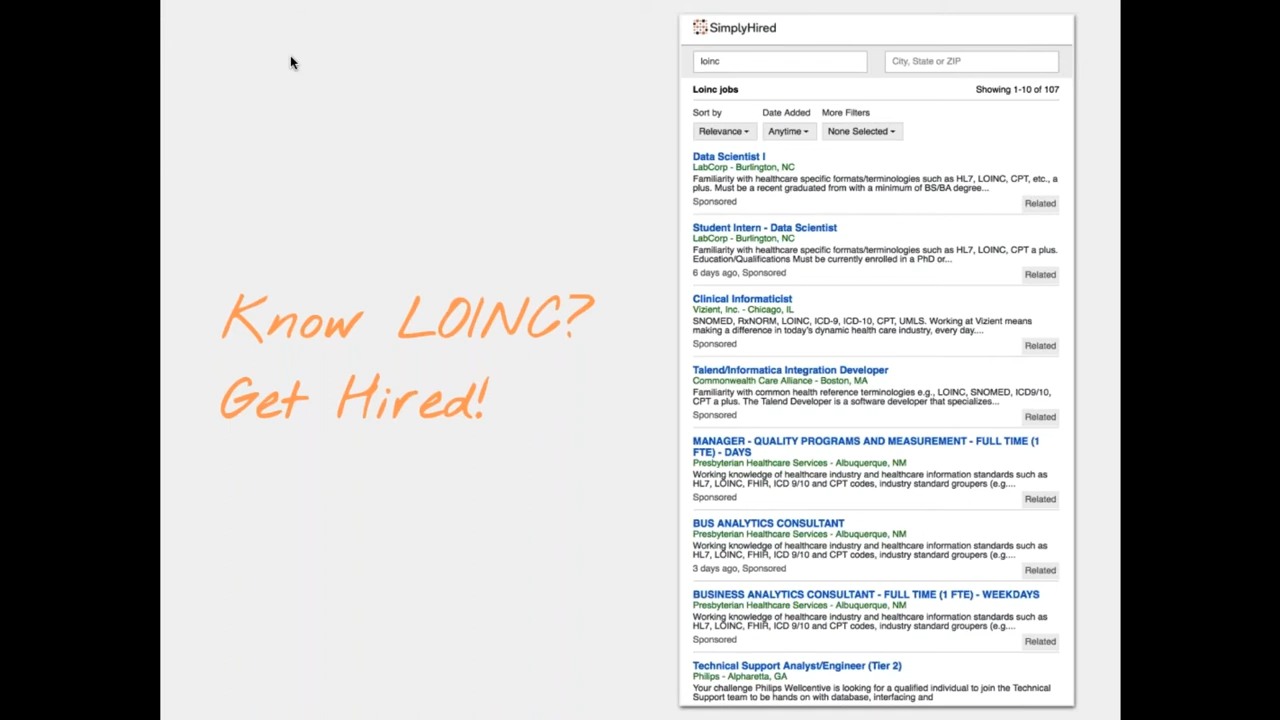 Know LOINC?
Get Hired!
SimplyHired
loinc
City, State or ZIP
Loinc jobs
Showing 1-10 of 107
Sort by
Date Added
More Filters
Relevance
Anytime
None Selected
Data Scientist I
LabCorp - Burlington, NC
Familiarity with healthcare specific formats/terminologies such as HL7, LOINC, CPT, etc., a
plus. Must be a recent graduated from with a minimum of BS/BA degree...
Sponsored
Related
Student Intern - Data Scientist
LabCorp - Burlington, NC
Familiarity with healthcare specific formats/terminologies such as HL7, LOINC, CPT a plus.
Education/Qualifications Must be currently enrolled in a PhD or...
6 days ago, Sponsored
Related
Clinical Informaticist
Vizient, Inc. - Chicago, IL
SNOMED, RxNORM, LOINC, ICD-9, ICD-10, CPT, UMLS. Working at Vizient means
making a difference in today's dynamic health care industry, every day....
Sponsored
Related
Talend/Informatica Integration Developer
Commonwealth Care Alliance - Boston, MA
Familiarity with common health reference terminologies e.g., LOINC, SNOMED, ICD9/10,
CPT a plus. The Talend Developer is a software developer that specializes...
Sponsored
Related
MANAGER - QUALITY PROGRAMS AND MEASUREMENT - FULL TIME (1
FTE) - DAYS
Presbyterian Healthcare Services - Albuquerque, NM
Working knowledge of healthcare industry and healthcare information standards such as
HL7, LOINC, FHIR, ICD 9/10 and CPT codes, industry standard groupers (e.g....
Sponsored
Related
BUS ANALYTICS CONSULTANT
Presbyterian Healthcare Services - Albuquerque, NM
Working knowledge of healthcare industry and healthcare information standards such as
HL7, LOINC, FHIR, ICD 9/10 and CPT codes, industry standard groupers (e.g....
3 days ago, Sponsored
Related
BUSINESS ANALYTICS CONSULTANT - FULL TIME (1 FTE) - WEEKDAYS
Presbyterian Healthcare Services - Albuquerque, NM
Working knowledge of healthcare industry and healthcare information standards such as
HL7, LOINC, FHIR, ICD 9/10 and CPT codes, industry standard groupers (e.g....
Sponsored
Related
Technical Support Analyst/Engineer (Tier 2)
Philips - Alpharetta, GA
Your challenge Philips Wellcentive is looking for a qualified individual to join the Technical
Support team to be hands on with database, interfacing and